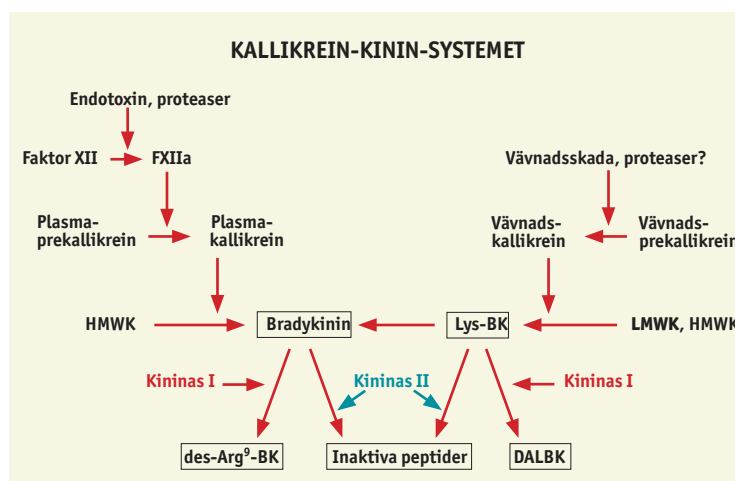 KALLIKREIN-KININ-SYSTEMET
Endotoxin, proteaser
Faktor XII
FXIIa
Vävnadsskada, proteaser?
Plasma-
prekallikrein
Plasma-
kallikrein
Vävnads-
kallikrein
Vävnads-
prekallikrein
HMWK
Bradykinin
Lys-BK
LMWK, HMWK
Kininas I
Kininas II
Kininas I
des-Arg⁹-BK
Inaktiva peptider
DALBK